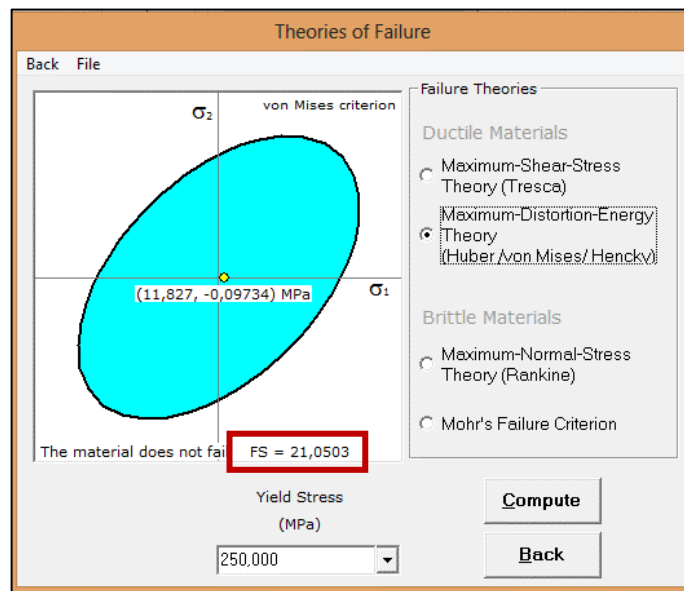 Theories of Failure
Back File
σ2
von Mises criterion
(11,827, -0,09734) MPa
σ1
The material does not fai
FS = 21,0503
Yield Stress
(MPa)
250,000
Failure Theories
Ductile Materials
Maximum-Shear-Stress
Theory (Tresca)
Maximum-Distortion-Energy
Theory
(Huber /von Mises/ Hencky)
Brittle Materials
Maximum-Normal-Stress
Theory (Rankine)
Mohr's Failure Criterion
Compute
Back